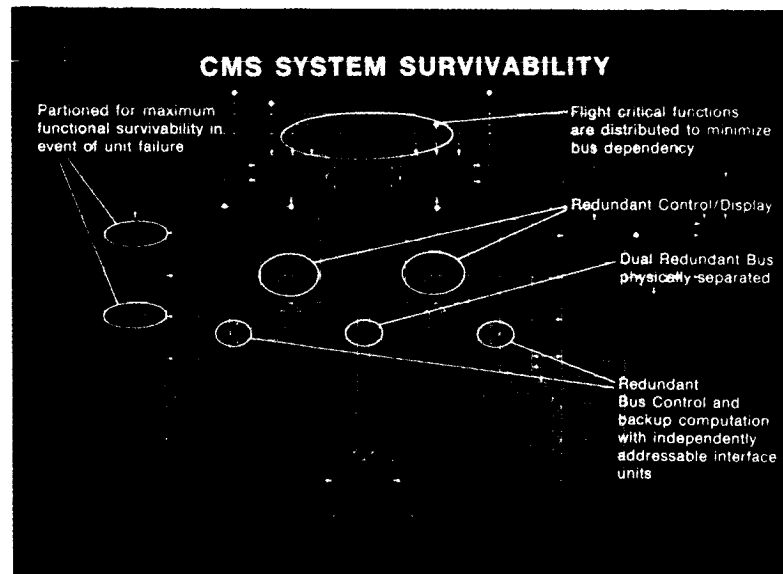 CMS SYSTEM SURVIVABILITY
Partioned for maximum
functional survivability in
event of unit failure
Flight critical functions
are distributed to minimize
bus dependency
Redundant Control/Display
Dual Redundant Bus
physically separated
Redundant
Bus Control and
backup computation
with independently
addressable interface
units